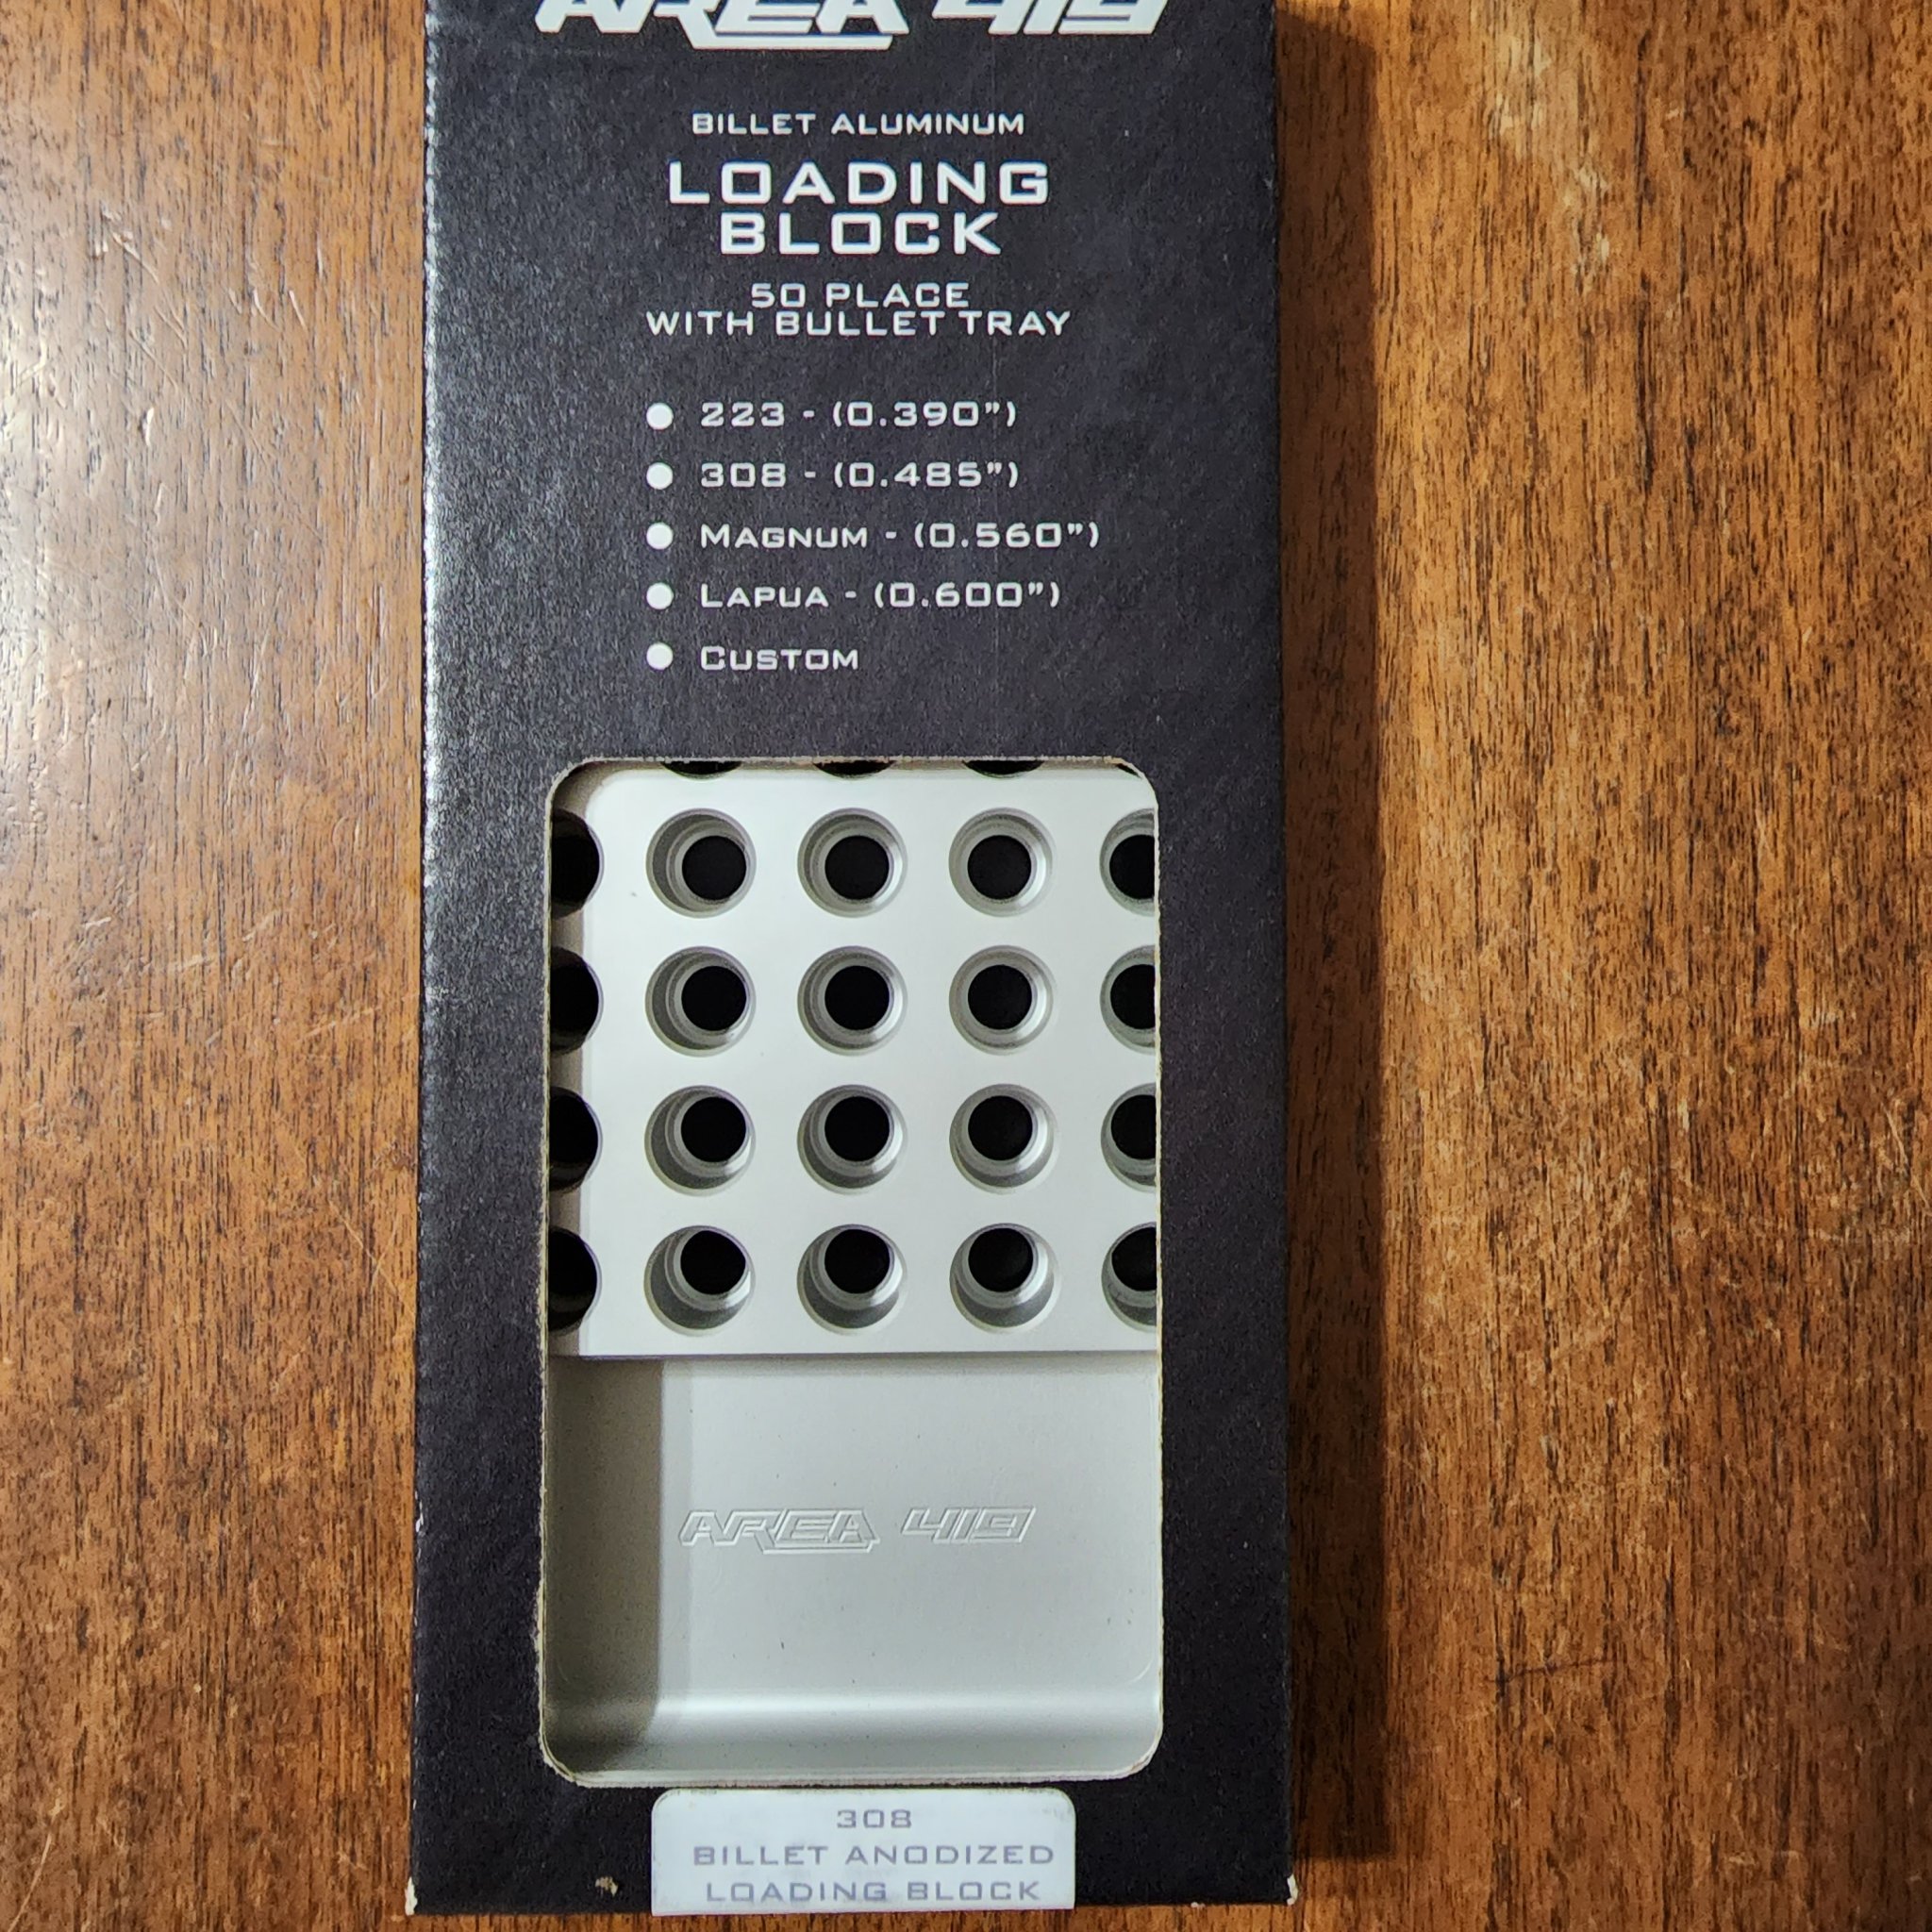 AREA 419
BILLET ALUMINUM
LOADING
BLOCK
50 PLACE
WITH BULLET TRAY
223 - (0.390")
308 - (0.485")
MAGNUM - (0.560")
LAPUA - (0.600")
CUSTOM
AREA 419
308
BILLET ANODIZED
LOADING BLOCK